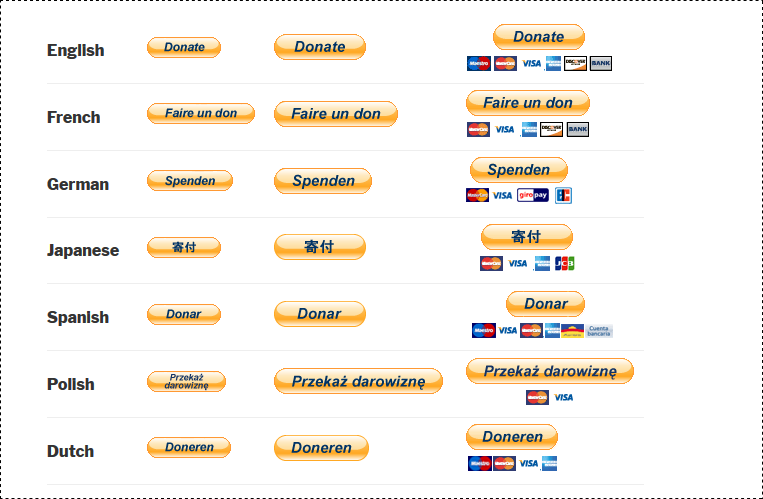 English Donate Donate Donate
Maestro MasterCard VISA DISCOVER BANK
French Faire un don Faire un don Faire un don
MasterCard VISA DISCOVER BANK
German Spenden Spenden Spenden
MasterCard VISA giropay
Japanese 寄付 寄付 寄付
MasterCard VISA JCB
Spanish Donar Donar Donar
Maestro VISA MasterCard Cuenta
bancaria
Polish Przekaż
darowiznę Przekaż darowiznę Przekaż darowiznę
MasterCard VISA
Dutch Doneren Doneren Doneren
Maestro MasterCard VISA